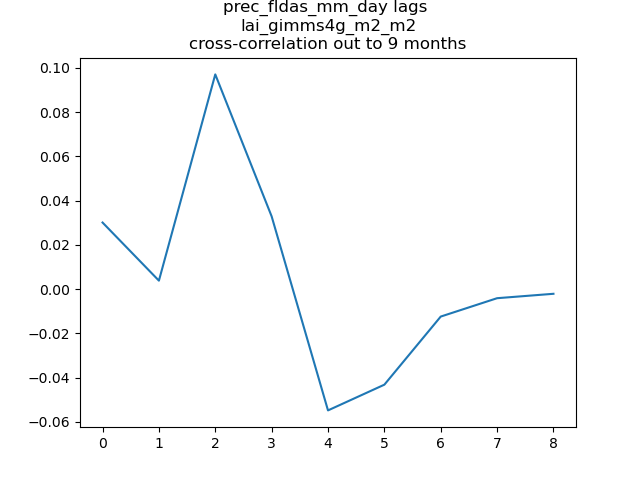 prec_fldas_mm_day lags
lai_gimms4g_m2_m2
cross-correlation out to 9 months
0.10
0.08
0.06
0.04
0.02
0.00
−0.02
−0.04
−0.06
0 1 2 3 4 5 6 7 8